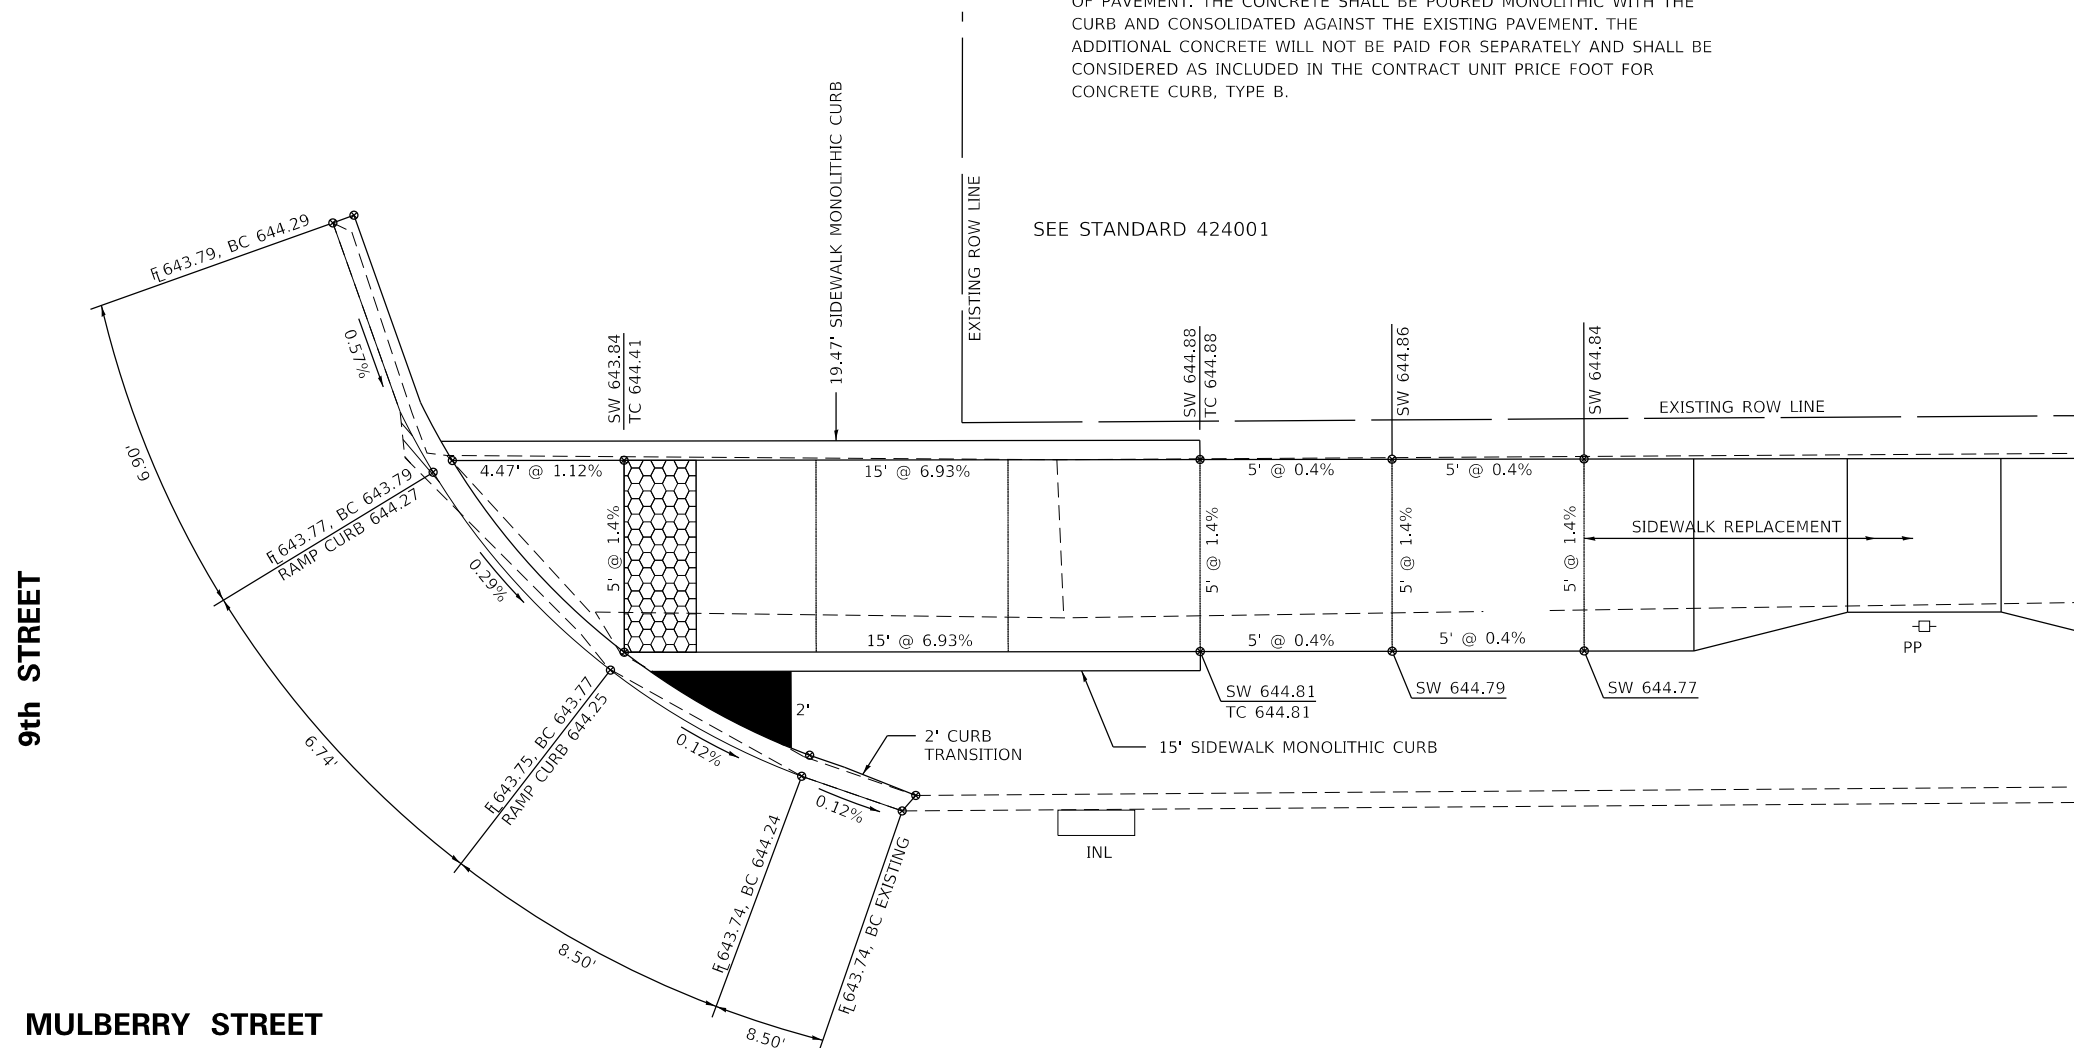 OF PAVEMENT. THE CONCRETE SHALL BE POURED MONOLITHIC WITH THE
CURB AND CONSOLIDATED AGAINST THE EXISTING PAVEMENT. THE
ADDITIONAL CONCRETE WILL NOT BE PAID FOR SEPARATELY AND SHALL BE
CONSIDERED AS INCLUDED IN THE CONTRACT UNIT PRICE FOOT FOR
CONCRETE CURB, TYPE B.
19.47' SIDEWALK MONOLITHIC CURB
EXISTING ROW LINE
SEE STANDARD 424001
FL 643.79, BC 644.29
0.57%
SW 643.84
TC 644.41
SW 644.88
TC 644.88
SW 644.86
SW 644.84
EXISTING ROW LINE
6.90'
4.47' @ 1.12%
15' @ 6.93%
5' @ 0.4%
5' @ 0.4%
FL 643.77, BC 643.79
RAMP CURB 644.27
0.29%
5' @ 1.4%
5' @ 1.4%
5' @ 1.4%
5' @ 1.4%
SIDEWALK REPLACEMENT
15' @ 6.93%
5' @ 0.4%
5' @ 0.4%
PP
9th STREET
SW 644.81
TC 644.81
SW 644.79
SW 644.77
2'
2' CURB
TRANSITION
15' SIDEWALK MONOLITHIC CURB
FL 643.75, BC 643.77
RAMP CURB 644.25
0.12%
0.12%
6.74'
INL
FL 643.74, BC 644.24
FL 643.74, BC EXISTING
8.50'
8.50'
MULBERRY STREET